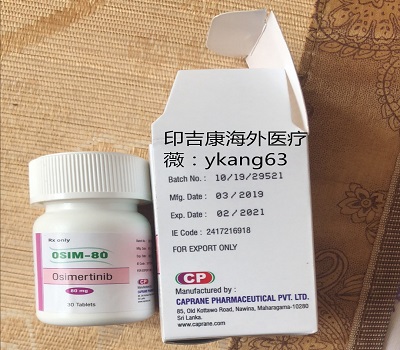 印吉康海外医疗
薇：ykang63
Batch No. : 10/19/29521
Mfg. Date : 03 / 2019
Exp. Date : 02 / 2021
IE Code : 2417216918
FOR EXPORT ONLY
CP
Manufactured by :
CAPRANE PHARMACEUTICAL PVT. LTD.
85, Old Kottawa Road, Nawina, Maharagama-10280
Sri Lanka.
www.caprane.com
Rx only
OSIM-80
Osimertinib
80 mg
30 Tablets
CP